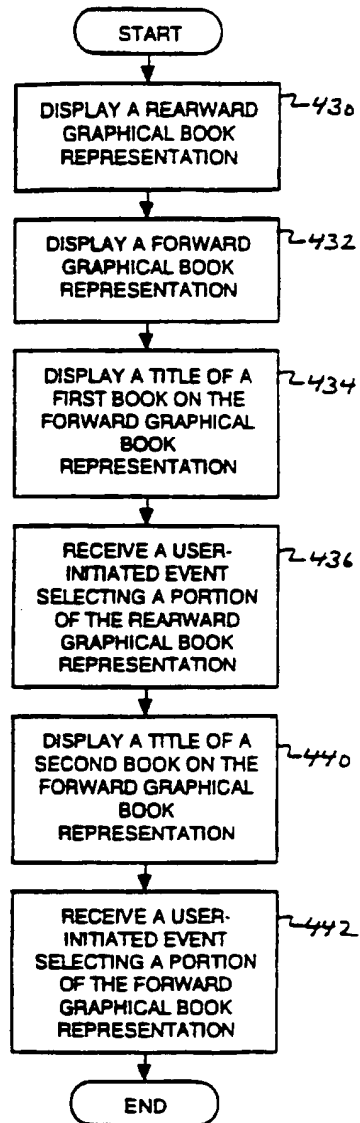 START
DISPLAY A REARWARD
GRAPHICAL BOOK
REPRESENTATION
430
DISPLAY A FORWARD
GRAPHICAL BOOK
REPRESENTATION
432
DISPLAY A TITLE OF A
FIRST BOOK ON THE
FORWARD GRAPHICAL
BOOK
REPRESENTATION
434
RECEIVE A USER-
INITIATED EVENT
SELECTING A PORTION
OF THE REARWARD
GRAPHICAL BOOK
REPRESENTATION
436
DISPLAY A TITLE OF A
SECOND BOOK ON THE
FORWARD GRAPHICAL
BOOK
REPRESENTATION
440
RECEIVE A USER-
INITIATED EVENT
SELECTING A PORTION
OF THE FORWARD
GRAPHICAL BOOK
REPRESENTATION
442
END